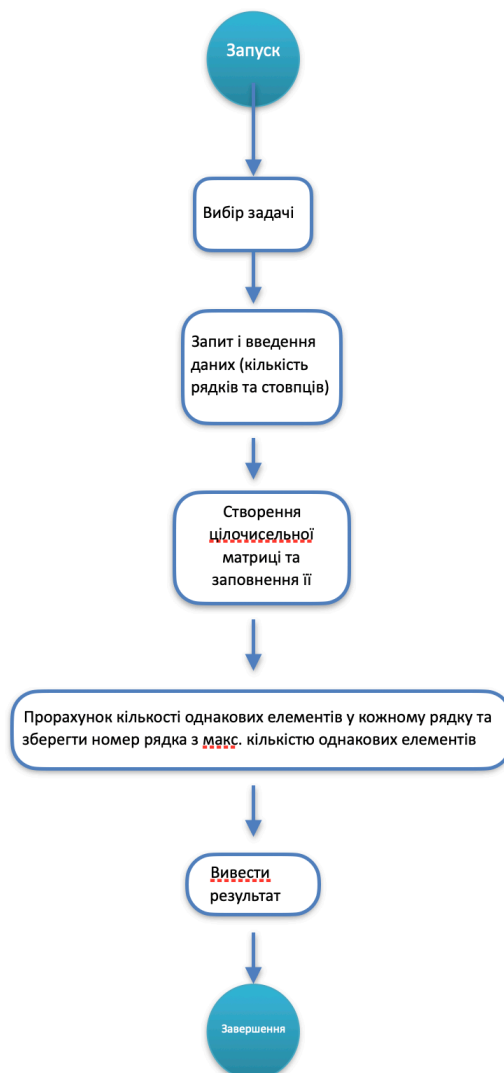 Запуск
Вибір задачі
Запит і введення
даних (кількість
рядків та стовпців)
Створення
цілочисельної
матриці та
заповнення її
Прорахунок кількості однакових елементів у кожному рядку та
зберегти номер рядка з макс. кількістю однакових елементів
Вивести
результат
Завершення